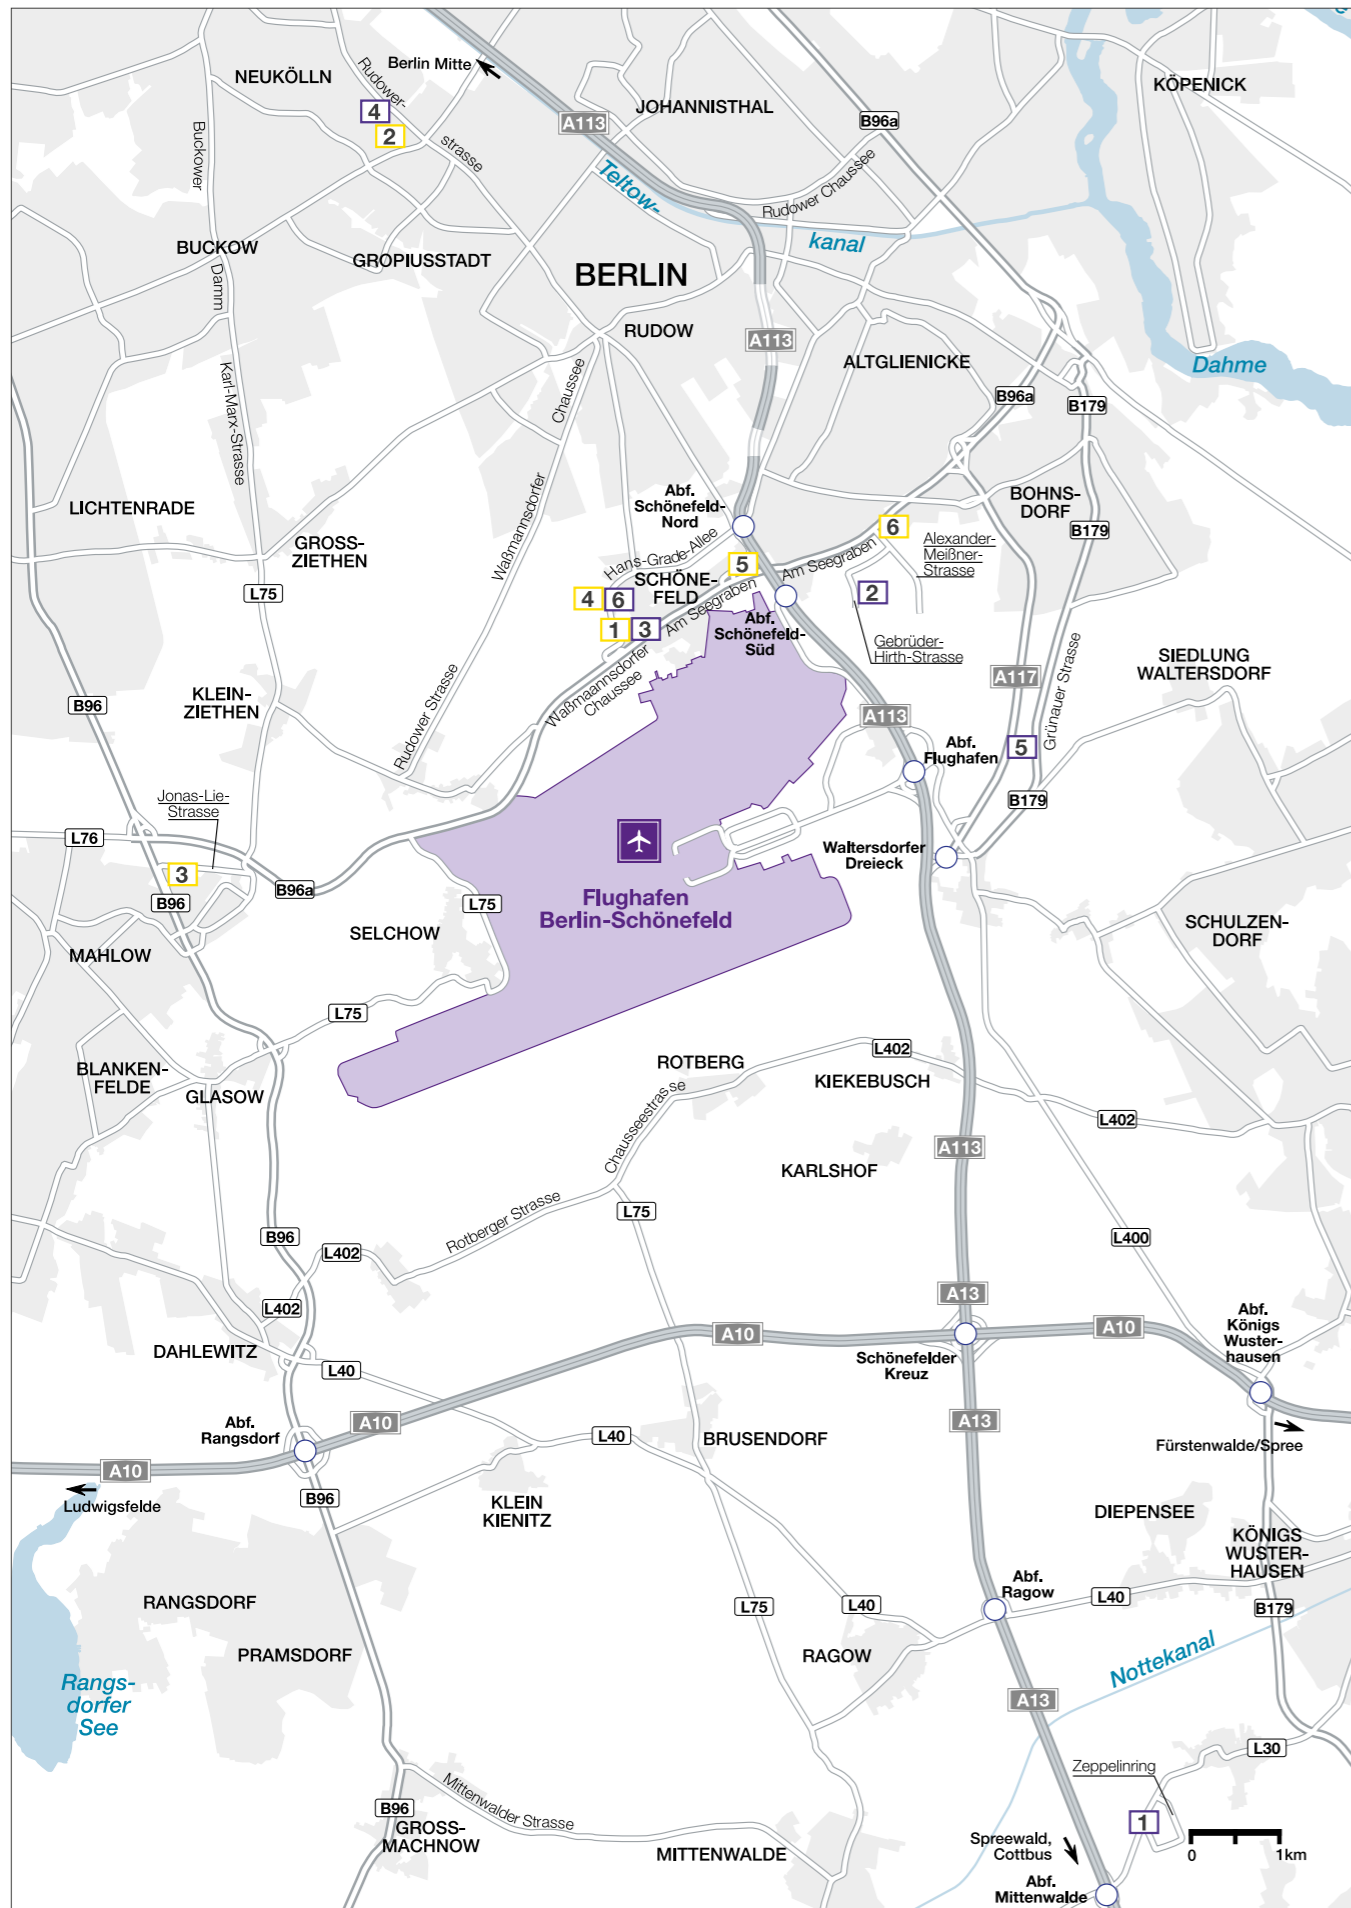 Berlin Mitte
NEUKÖLLN
Rudower-
strasse
4
2
A113
JOHANNISTHAL
B96a
KÖPENICK
Buckower
Damm
Teltow-
kanal
Rudower Chaussee
BUCKOW
GROPIUSSTADT
BERLIN
RUDOW
A113
ALTGLIENICKE
Dahme
B96a
B179
Karl-Marx-Strasse
Waßmannsdorfer
Chaussee
LICHTENRADE
GROSS-
ZIETHEN
Abf.
Schönefeld-
Nord
BOHNS-
DORF
B179
6
Alexander-
Meißner-
Strasse
Hans-Grade-Allee
5
Am Seegraben
SCHÖNE-
FELD
L75
4
6
1
3
Am Seegraben
2
Abf.
Schönefeld-
Süd
Gebrüder-
Hirth-Strasse
Waßmaannsdorfer
Chaussee
A117
Grünauer Strasse
SIEDLUNG
WALTERSDORF
KLEIN-
ZIETHEN
B96
Rudower Strasse
A113
5
Abf.
Flughafen
Jonas-Lie-
Strasse
B179
L76
3
B96
B96a
Flughafen
Berlin-Schönefeld
Waltersdorfer
Dreieck
L75
SELCHOW
MAHLOW
SCHULZEN-
DORF
L75
BLANKEN-
FELDE
GLASOW
ROTBERG
L402
KIEKEBUSCH
L402
Chausseestrasse
A113
KARLSHOF
Rotberger Strasse
L75
B96
L402
L400
L402
A13
DAHLEWITZ
A10
A10
Abf.
Königs
Wuster-
hausen
L40
Schönefelder
Kreuz
Abf.
Rangsdorf
A10
A13
L40
BRUSENDORF
Fürstenwalde/Spree
A10
Ludwigsfelde
B96
KLEIN
KIENITZ
DIEPENSEE
KÖNIGS
WUSTER-
HAUSEN
Abf.
Ragow
RANGSDORF
L75
L40
L40
B179
PRAMSDORF
RAGOW
Nottekanal
Rangs-
dorfer
See
A13
L30
Zeppelinring
B96
Mittenwalder Strasse
GROSS-
MACHNOW
1
MITTENWALDE
Spreewald,
Cottbus
0
1km
Abf.
Mittenwalde